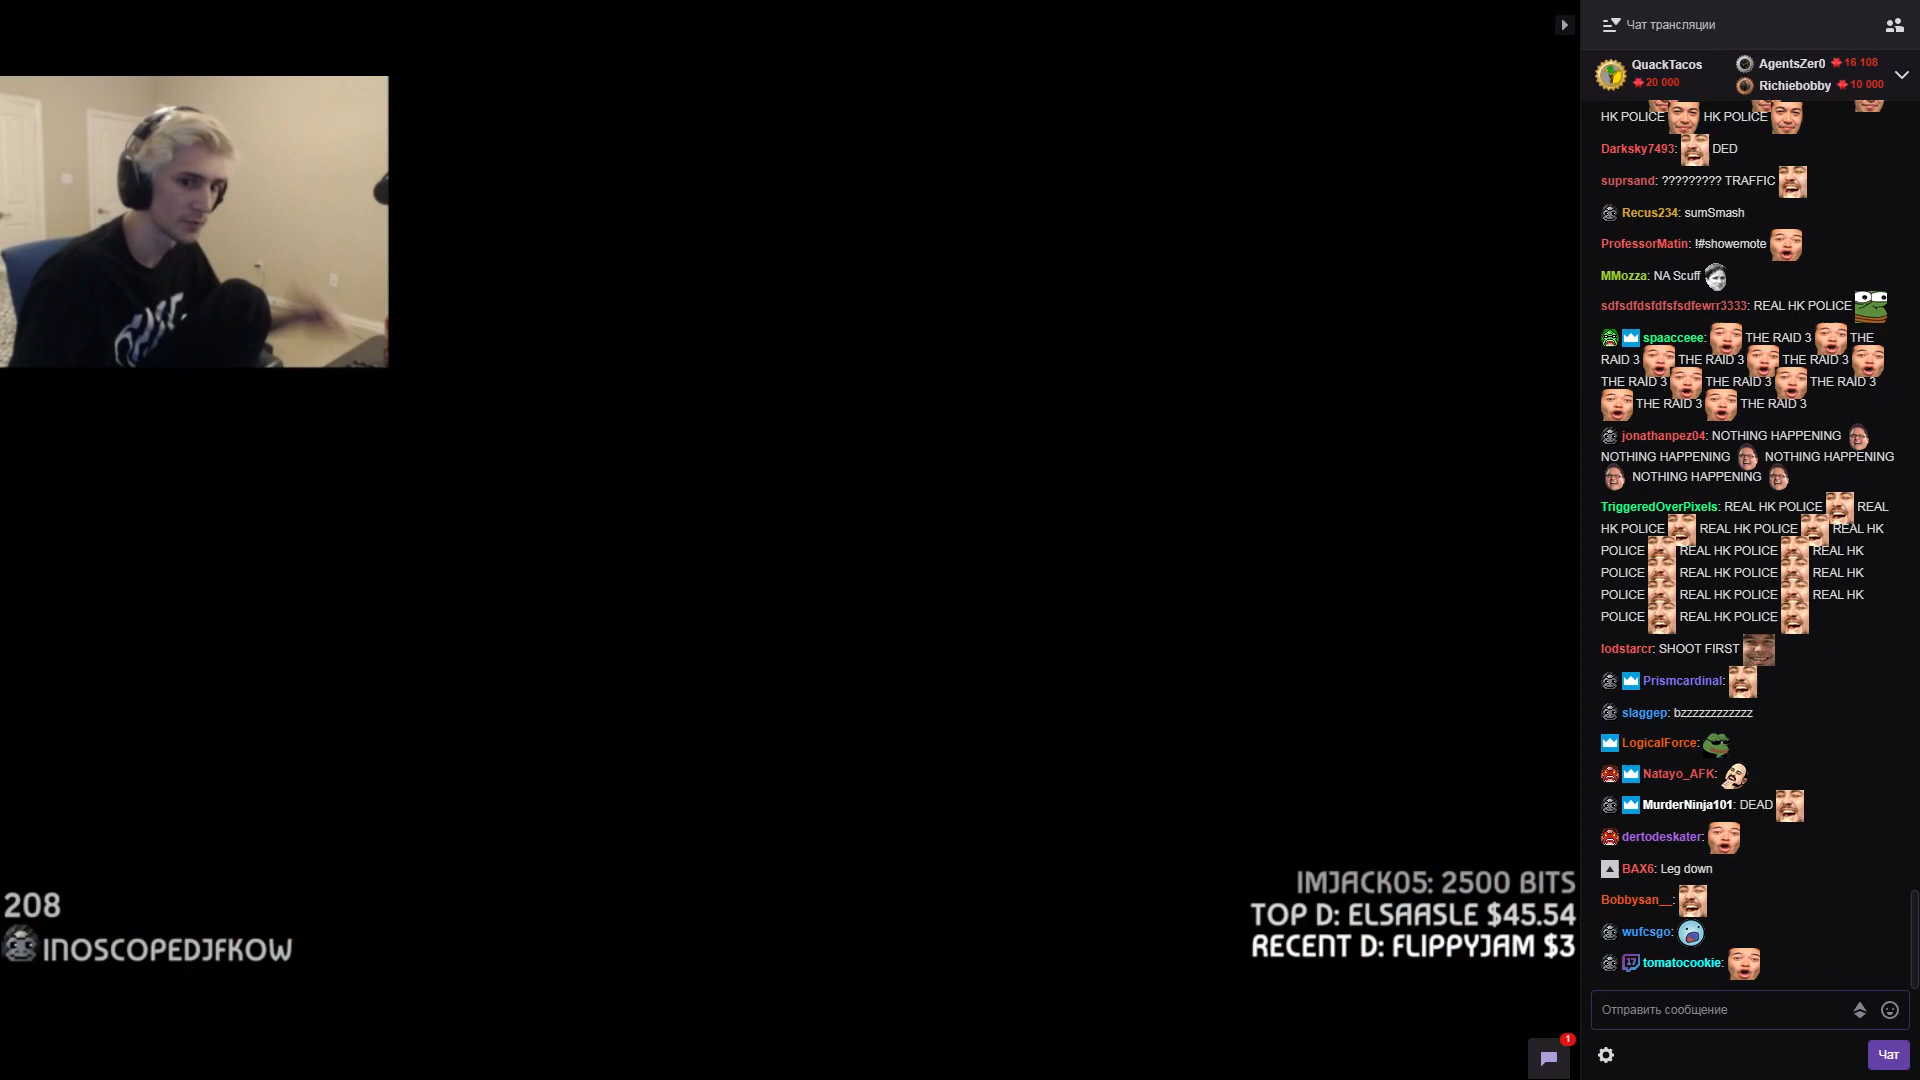 Чат трансляции
QuackTacos
20 000
AgentsZer0 16 108
Richiebobby 10 000
HK POLICE HK POLICE
Darksky7493: DED
suprsand: ????????? TRAFFIC
Recus234: sumSmash
ProfessorMatin: !#showemote
MMozza: NA Scuff
sdfsdfdsfdfsfsdfewrr3333: REAL HK POLICE
spaacceee: THE RAID 3 THE
RAID 3 THE RAID 3 THE RAID 3
THE RAID 3 THE RAID 3 THE RAID 3
THE RAID 3 THE RAID 3
jonathanpez04: NOTHING HAPPENING
NOTHING HAPPENING NOTHING HAPPENING
NOTHING HAPPENING
TriggeredOverPixels: REAL HK POLICE REAL
HK POLICE REAL HK POLICE REAL HK
POLICE REAL HK POLICE REAL HK
POLICE REAL HK POLICE REAL HK
POLICE REAL HK POLICE REAL HK
POLICE REAL HK POLICE
lodstarcr: SHOOT FIRST
Prismcardinal:
slaggep: bzzzzzzzzzzzz
LogicalForce:
Natayo_AFK:
MurderNinja101: DEAD
dertodeskater:
BAX6: Leg down
Bobbysan__:
wufcsgo:
17 tomatocookie:
Отправить сообщение
Чат
1
208
INOSCOPEDJFKOW
IMJACK05: 2500 BITS
TOP D: ELSAASLE $45.54
RECENT D: FLIPPYJAM $3